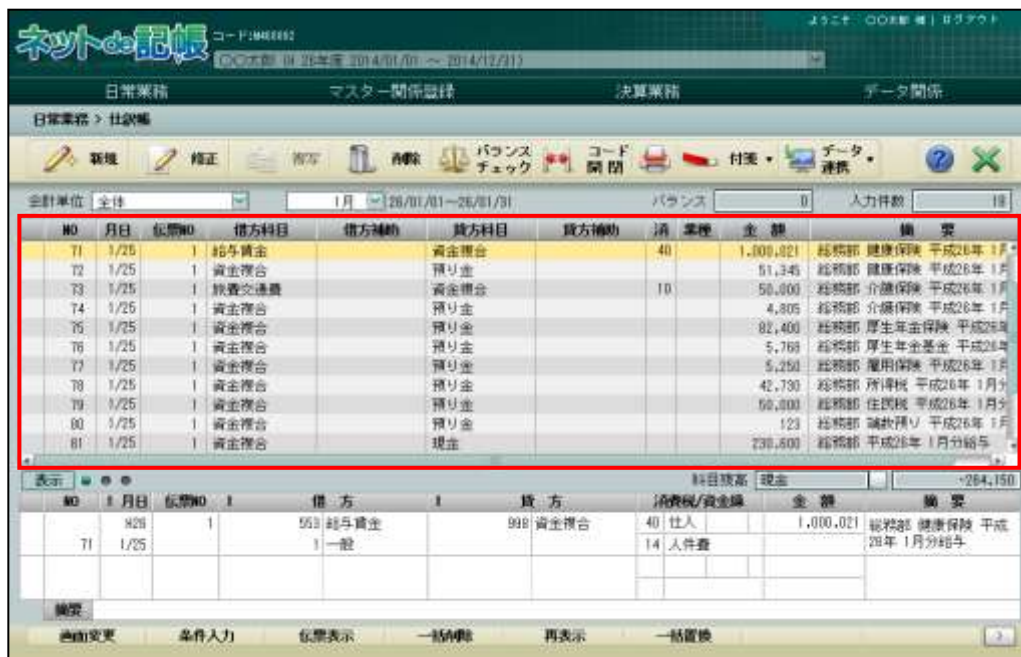 ようこそ 〇〇太郎 様 | ログアウト
ネットde記帳 コード:M400002
〇〇太郎 (H 26年度 2014/01/01 ～ 2014/12/31)
日常業務 マスター関係登録 決算業務 データ関係
日常業務 > 仕訳帳
新規 修正 複写 削除 バランスチェック コード開閉 付箋 データ連携
会計単位 全体 1月 26/01/01～26/01/31 バランス 0 入力件数 19
NO 月日 伝票NO 借方科目 借方補助 貸方科目 貸方補助 消 業種 金 額 摘 要
71 1/25 1 給与賃金 資金複合 40 1,000,021 総務部 健康保険 平成26年 1月
72 1/25 1 資金複合 預り金 51,345 総務部 健康保険 平成26年 1月
73 1/25 1 旅費交通費 資金複合 10 50,000 総務部 介護保険 平成26年 1月
74 1/25 1 資金複合 預り金 4,805 総務部 介護保険 平成26年 1月
75 1/25 1 資金複合 預り金 82,400 総務部 厚生年金保険 平成26年
76 1/25 1 資金複合 預り金 5,768 総務部 厚生年金基金 平成26年
77 1/25 1 資金複合 預り金 5,250 総務部 雇用保険 平成26年 1月
78 1/25 1 資金複合 預り金 42,730 総務部 所得税 平成26年 1月分
79 1/25 1 資金複合 預り金 50,000 総務部 住民税 平成26年 1月分
80 1/25 1 資金複合 預り金 123 総務部 端数預り 平成26年 1月
81 1/25 1 資金複合 現金 230,600 総務部 平成26年 1月分給与
表示 科目残高 現金 -264,150
NO 月日 伝票NO 借 方 貸 方 消費税/資金繰 金 額 摘 要
H26 1 553 給与賃金 998 資金複合 40 仕入 1,000,021 総務部 健康保険 平成
71 1/25 1 一般 14 人件費 26年 1月分給与
摘要
画面変更 条件入力 伝票表示 一括削除 再表示 一括置換